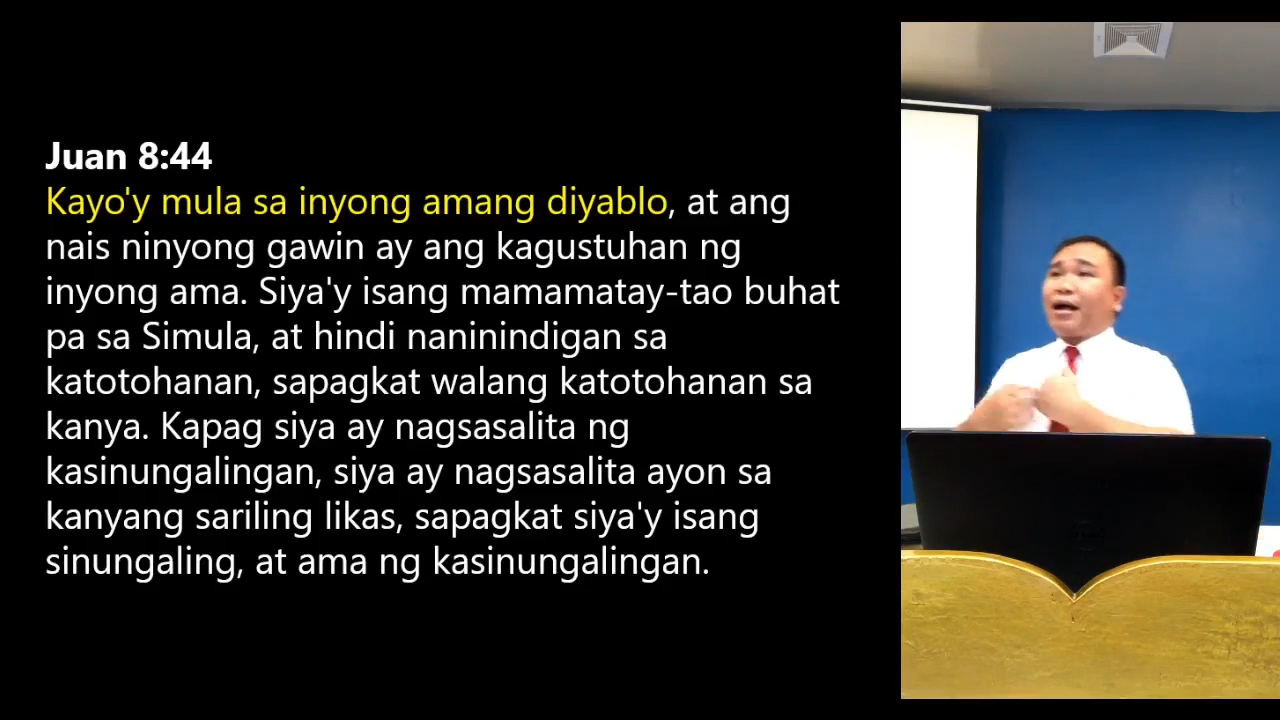 Juan 8:44
Kayo'y mula sa inyong amang diyablo, at ang
nais ninyong gawin ay ang kagustuhan ng
inyong ama. Siya'y isang mamamatay-tao buhat
pa sa Simula, at hindi naninindigan sa
katotohanan, sapagkat walang katotohanan sa
kanya. Kapag siya ay nagsasalita ng
kasinungalingan, siya ay nagsasalita ayon sa
kanyang sariling likas, sapagkat siya'y isang
sinungaling, at ama ng kasinungalingan.